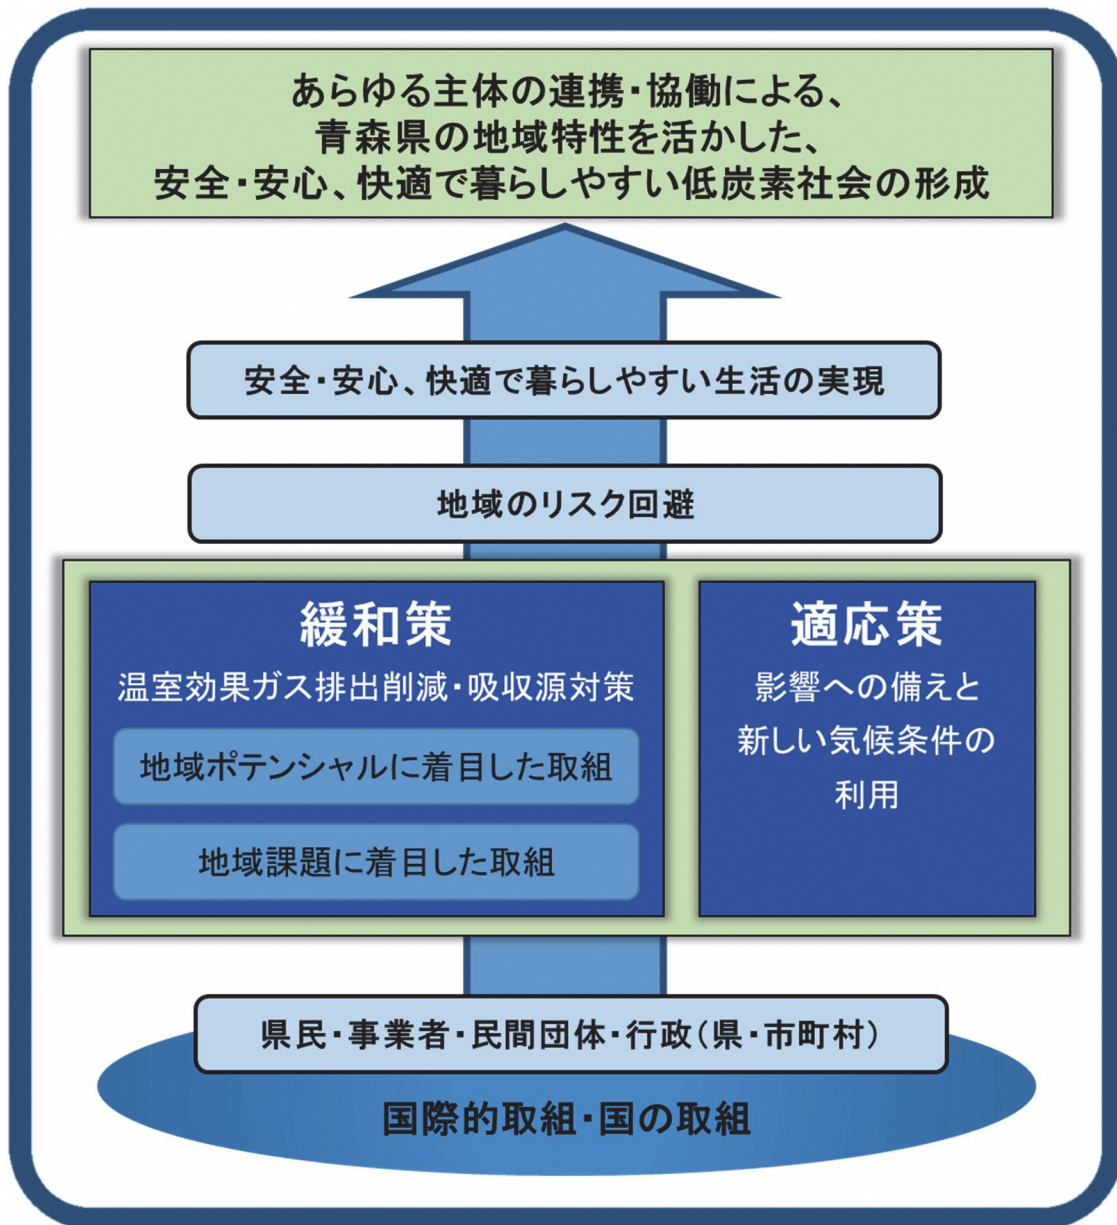 あらゆる主体の連携・協働による、
青森県の地域特性を活かした、
安全・安心、快適で暮らしやすい低炭素社会の形成
安全・安心、快適で暮らしやすい生活の実現
地域のリスク回避
緩和策
温室効果ガス排出削減・吸収源対策
地域ポテンシャルに着目した取組
地域課題に着目した取組
適応策
影響への備えと
新しい気候条件の
利用
県民・事業者・民間団体・行政(県・市町村)
国際的取組・国の取組